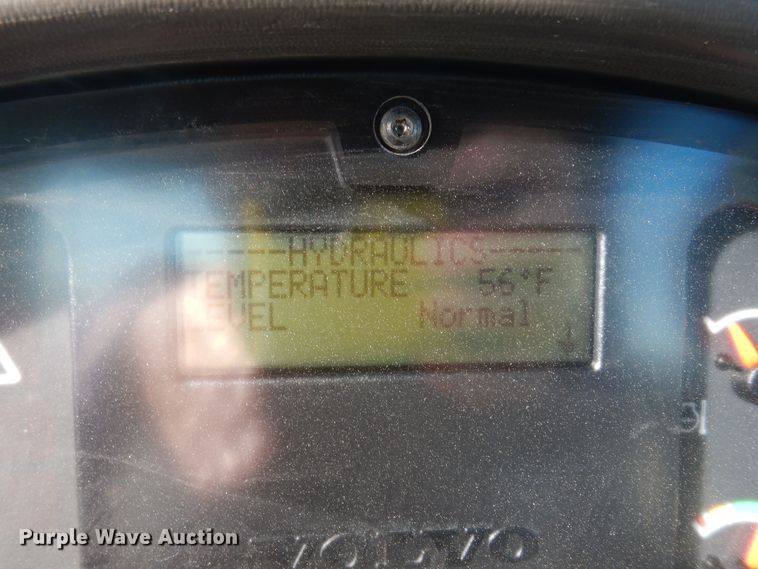 -----HYDRAULICS-----
TEMPERATURE 56°F
LEVEL Normal
VOLVO
Purple Wave Auction®